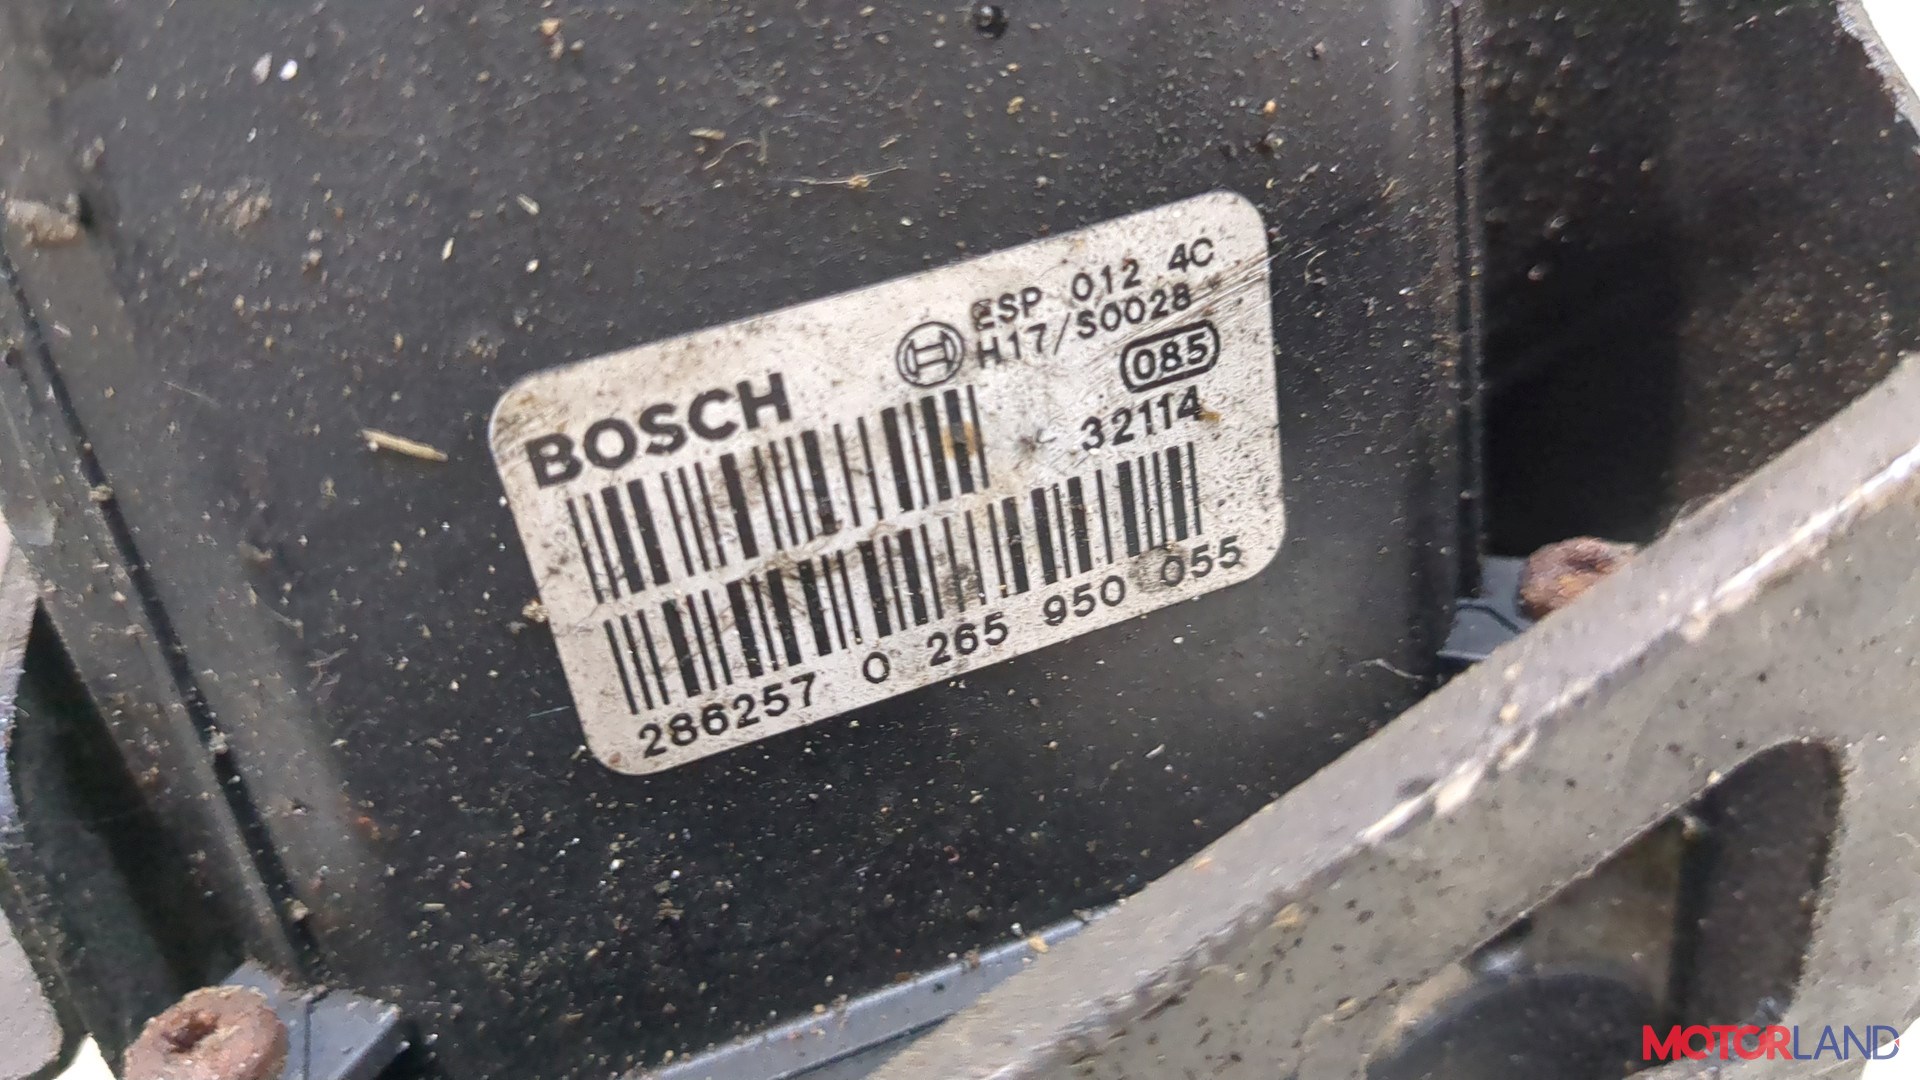 ESP 012 4C
H17/S0028
085
BOSCH
32114
286257 0 265 950 055
MOTORLAND